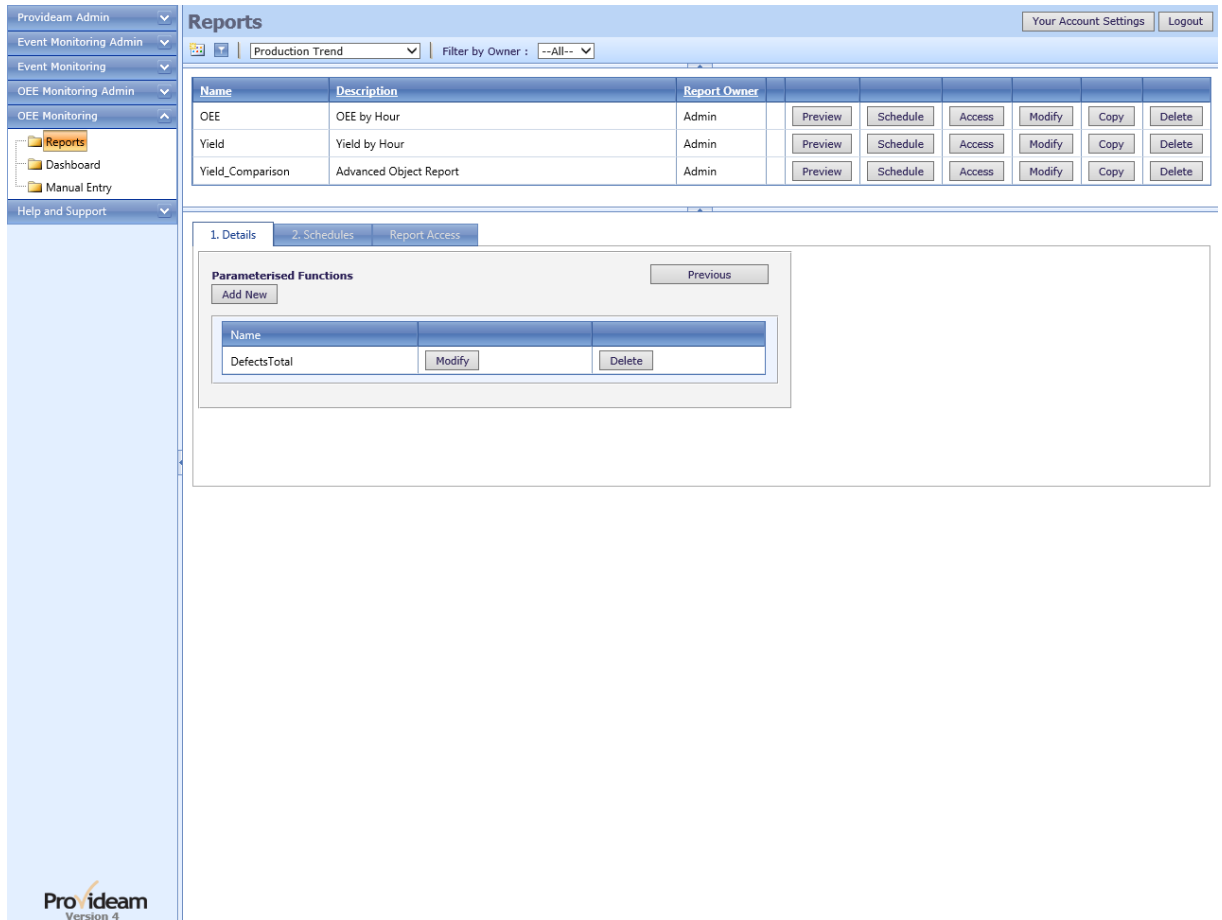 Provideam Admin
Event Monitoring Admin
Event Monitoring
OEE Monitoring Admin
OEE Monitoring
Reports
Dashboard
Manual Entry
Help and Support
Provideam
Version 4
Reports
Your Account Settings Logout
Production Trend Filter by Owner : --All--
Name Description Report Owner
OEE OEE by Hour Admin Preview Schedule Access Modify Copy Delete
Yield Yield by Hour Admin Preview Schedule Access Modify Copy Delete
Yield_Comparison Advanced Object Report Admin Preview Schedule Access Modify Copy Delete
1. Details 2. Schedules Report Access
Parameterised Functions Previous
Add New
Name
DefectsTotal Modify Delete